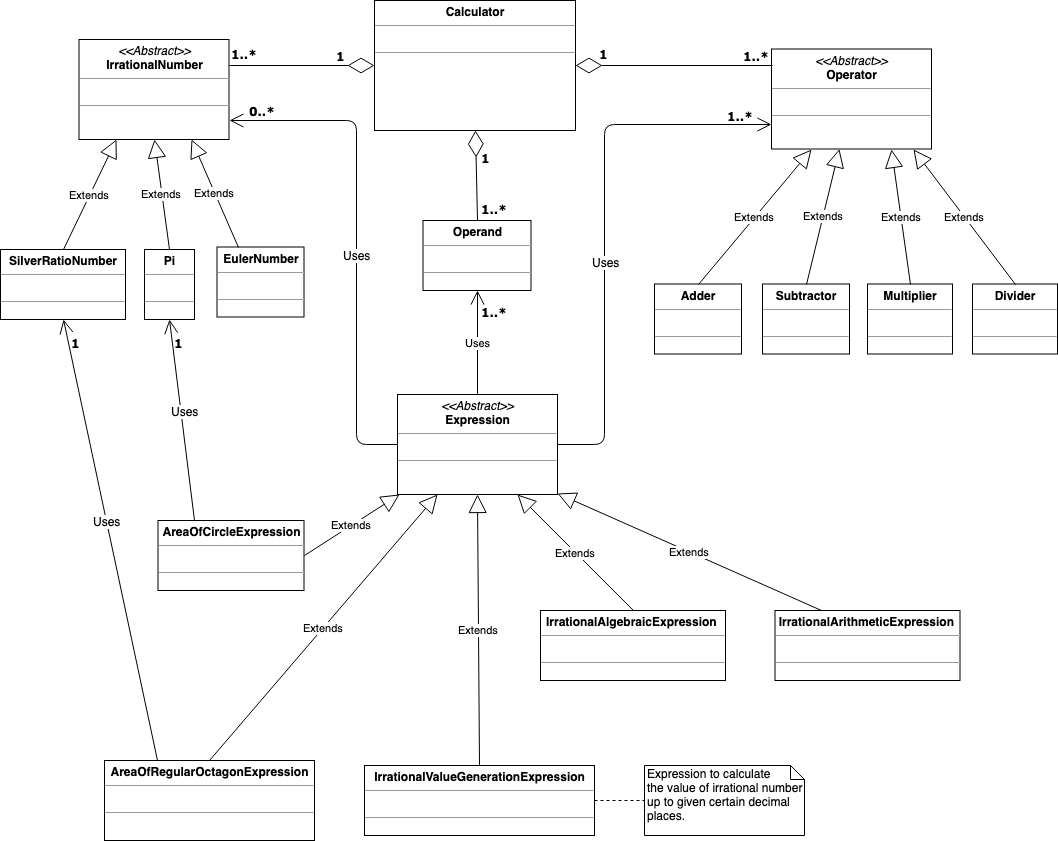 Calculator
<<Abstract>>
IrrationalNumber
1..*
1
1
1..*
<<Abstract>>
Operator
0..*
1..*
1
1..*
Extends
Extends
Extends
Operand
Extends
Extends
Extends
Extends
SilverRatioNumber
Pi
EulerNumber
Uses
Uses
Adder
Subtractor
Multiplier
Divider
1
1
1..*
Uses
Uses
<<Abstract>>
Expression
Uses
AreaOfCircleExpression
Extends
Extends
Extends
Extends
Extends
IrrationalAlgebraicExpression
IrrationalArithmeticExpression
AreaOfRegularOctagonExpression
IrrationalValueGenerationExpression
Expression to calculate
the value of irrational number
up to given certain decimal
places.